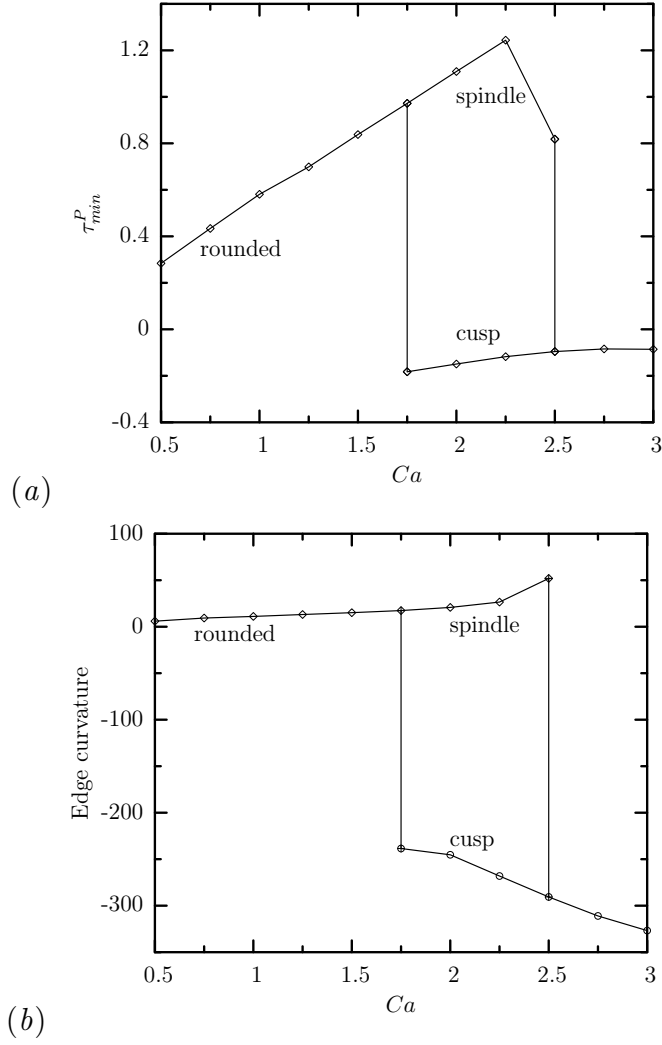 1.2
0.8
0.4
0
-0.4
τ^P_min
spindle
rounded
cusp
0.5 1 1.5 2 2.5 3
Ca
(a)
100
0
-100
-200
-300
Edge curvature
rounded
spindle
cusp
0.5 1 1.5 2 2.5 3
Ca
(b)